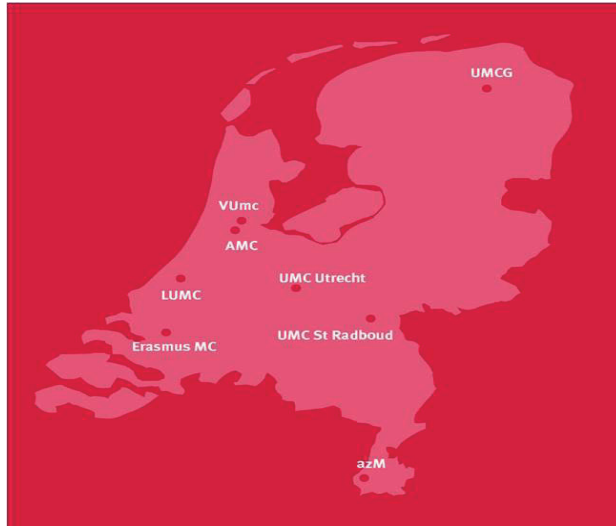 UMCG
VUmc
AMC
UMC Utrecht
LUMC
UMC St Radboud
Erasmus MC
azM